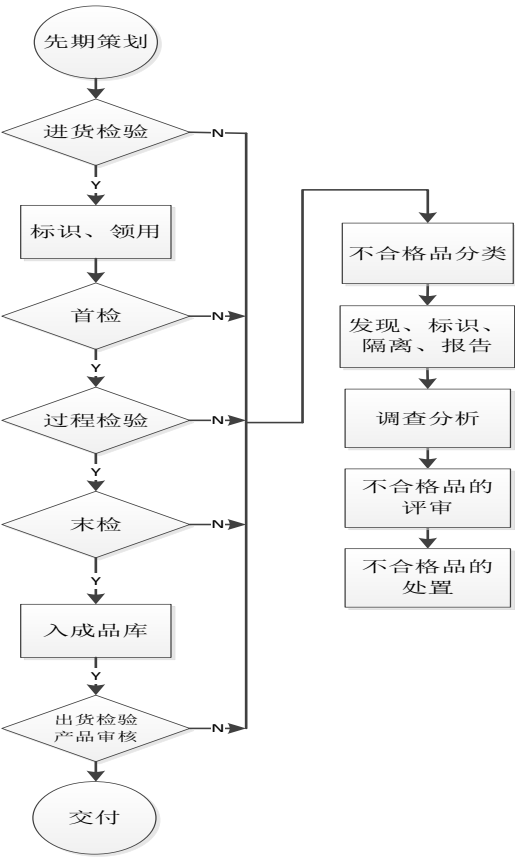 先期策划
进货检验
N
Y
标识、领用
首检
N
Y
过程检验
N
Y
末检
N
Y
入成品库
Y
出货检验
产品审核
N
交付
不合格品分类
发现、标识、
隔离、报告
调查分析
不合格品的
评审
不合格品的
处置